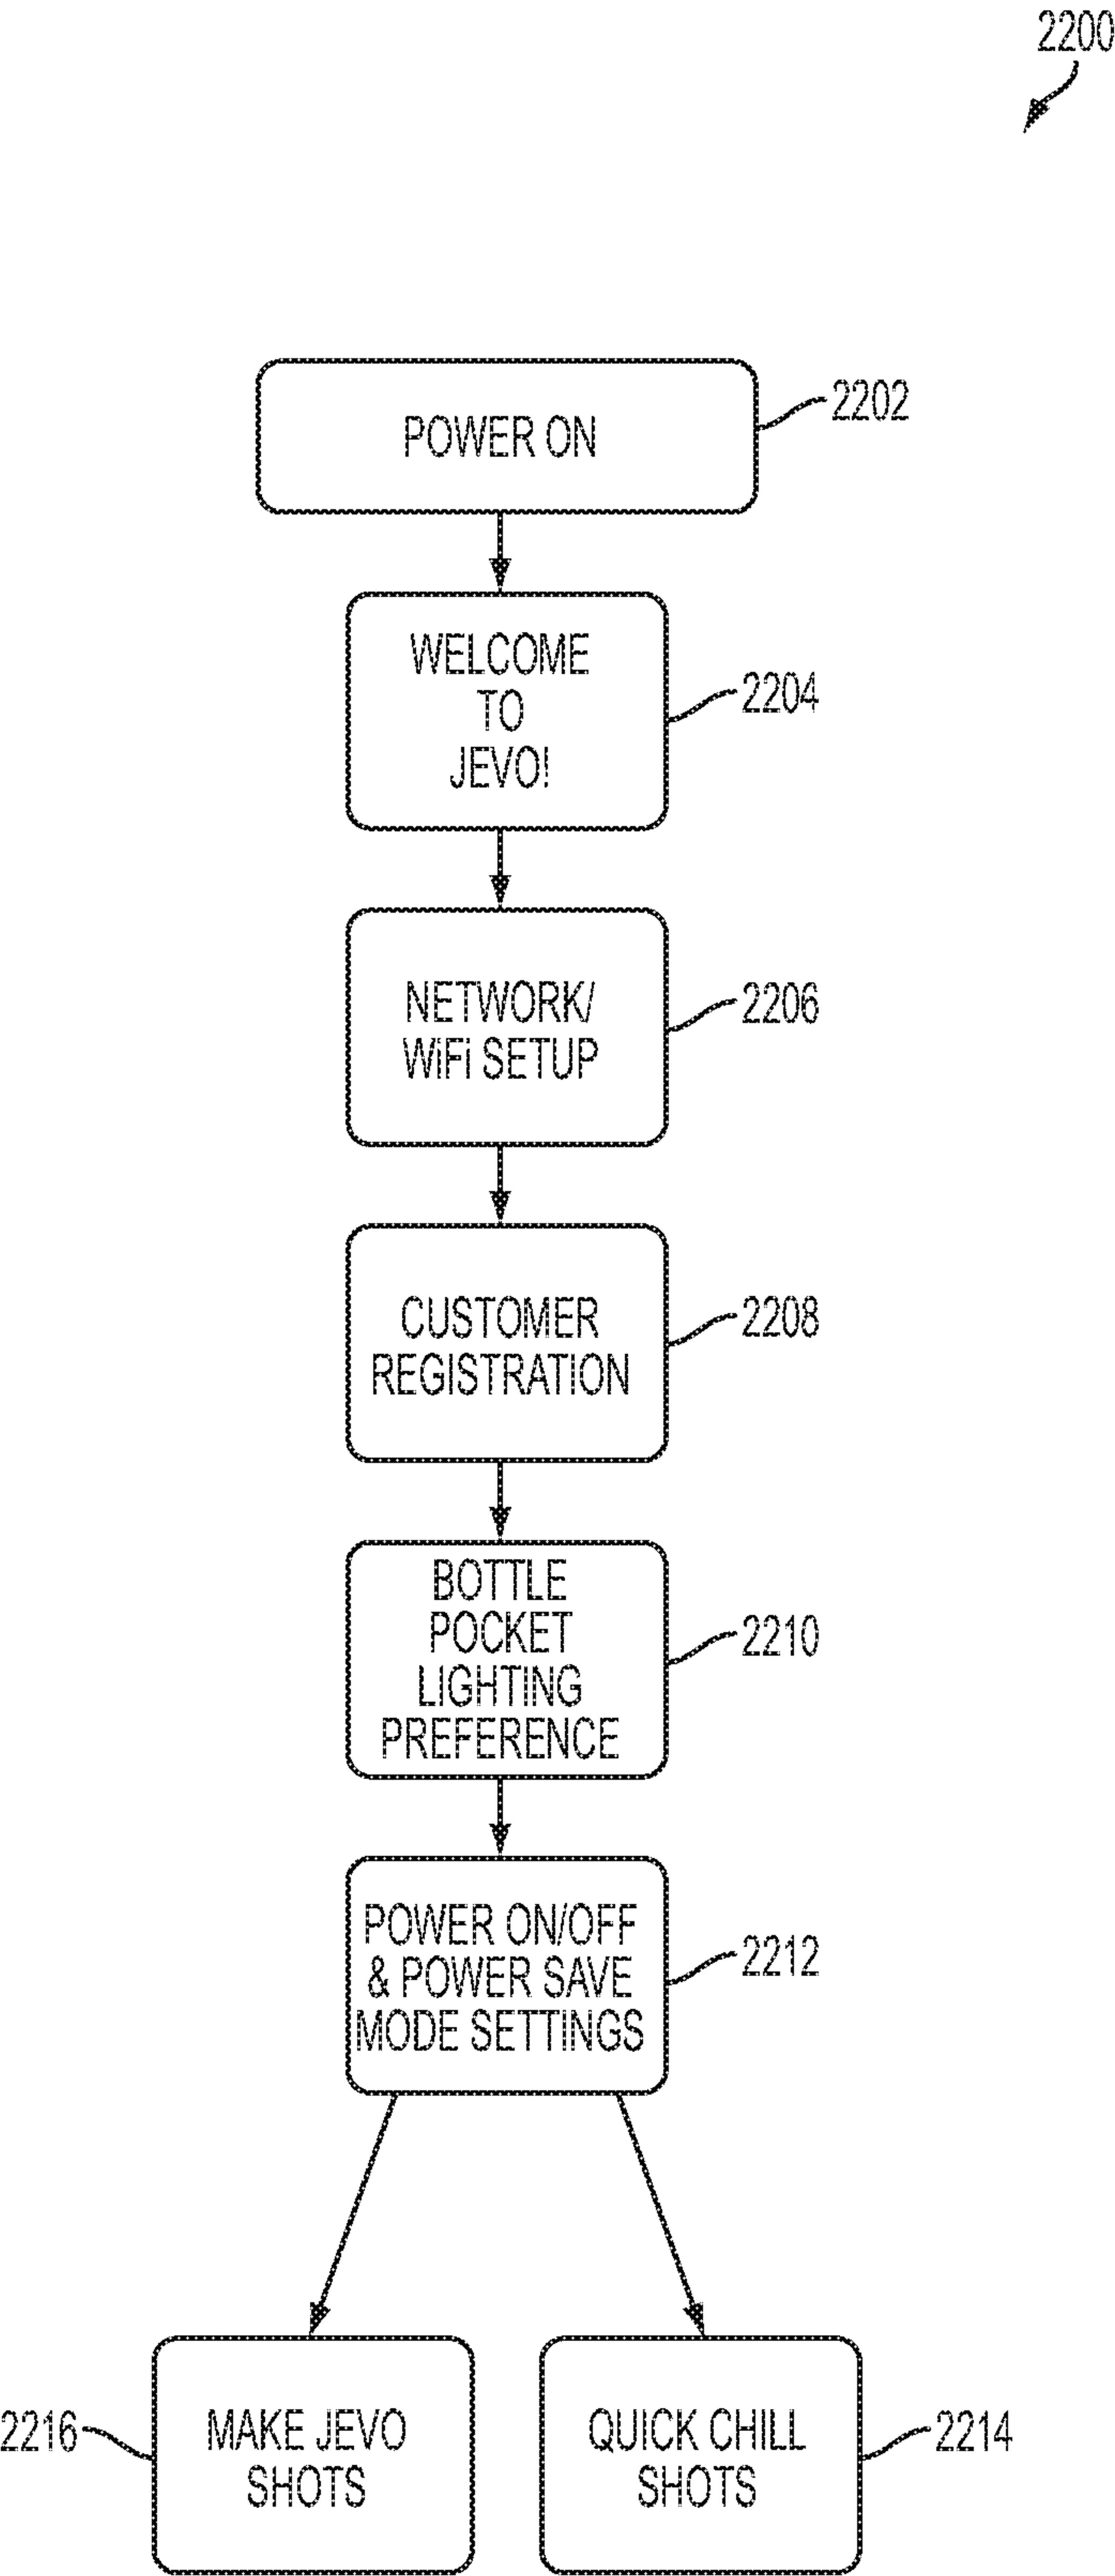 2200
POWER ON
2202
WELCOME
TO
JEVO!
2204
NETWORK/
WiFi SETUP
2206
CUSTOMER
REGISTRATION
2208
BOTTLE
POCKET
LIGHTING
PREFERENCE
2210
POWER ON/OFF
& POWER SAVE
MODE SETTINGS
2212
2216
MAKE JEVO
SHOTS
QUICK CHILL
SHOTS
2214